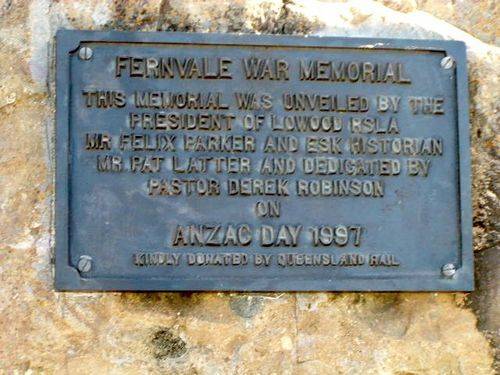 FERNVALE WAR MEMORIAL
THIS MEMORIAL WAS UNVEILED BY THE
PRESIDENT OF LOWOOD RSLA
MR FELIX PARKER AND ESK HISTORIAN
MR PAT LATTER AND DEDICATED BY
PASTOR DEREK ROBINSON
ON
ANZAC DAY 1997
KINDLY DONATED BY QUEENSLAND RAIL